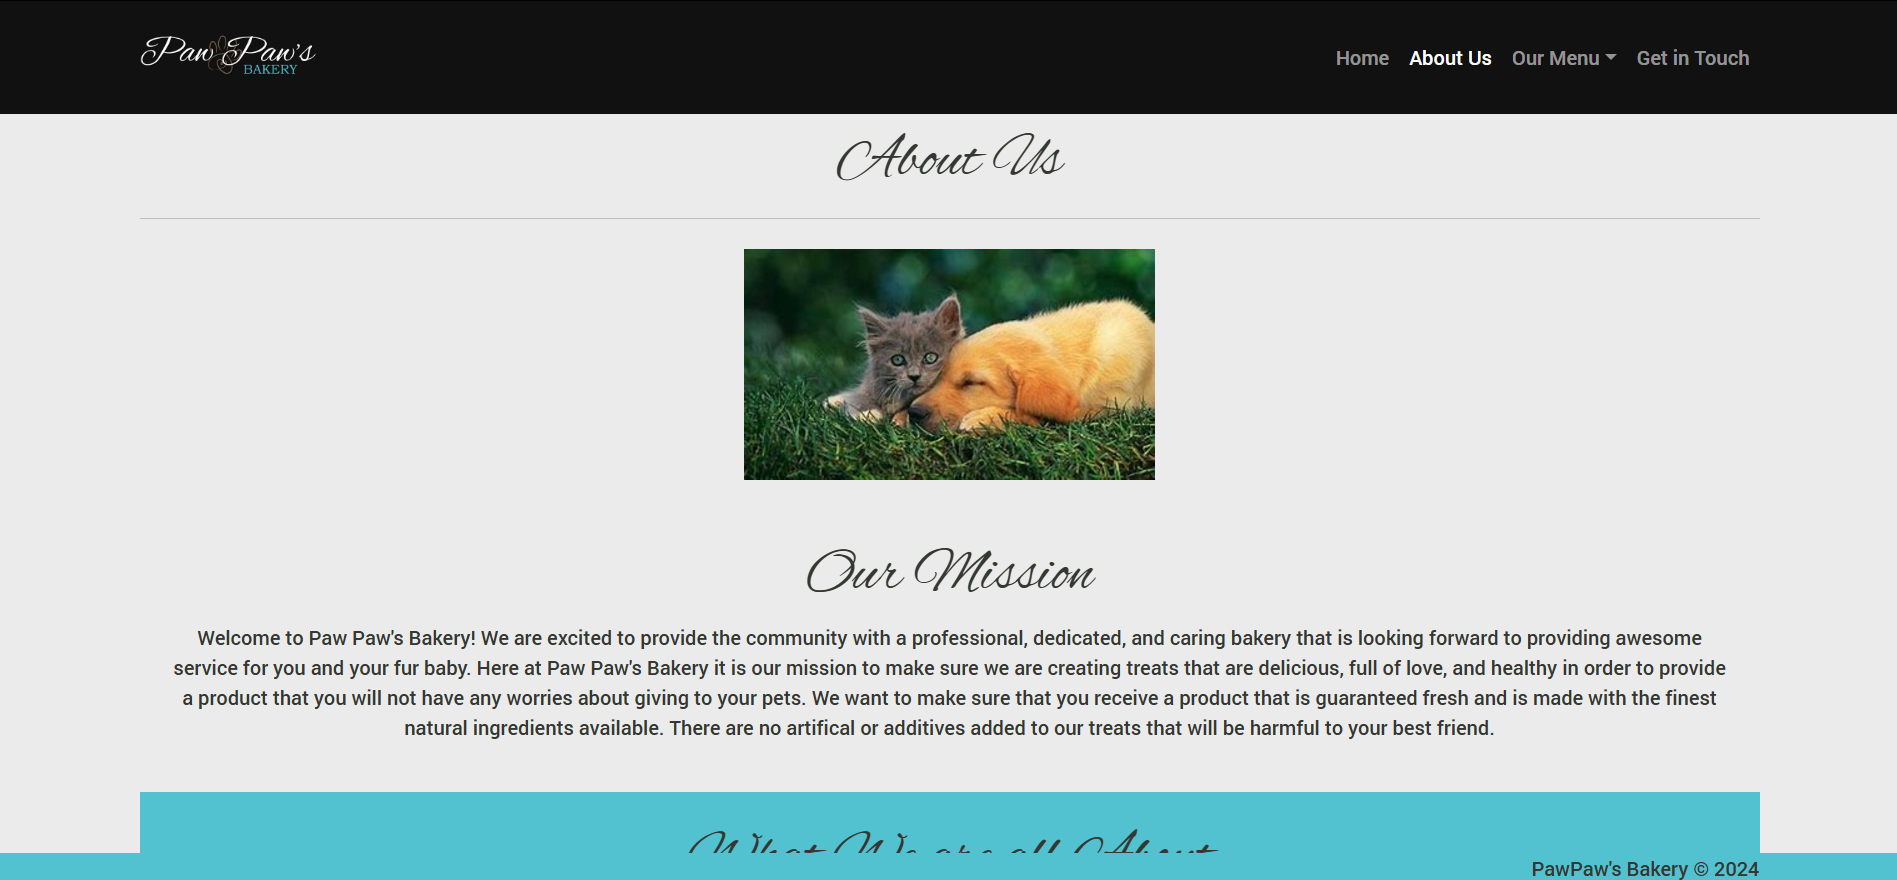 Paw Paw's
BAKERY
Home About Us Our Menu Get in Touch
About Us
Our Mission
Welcome to Paw Paw's Bakery! We are excited to provide the community with a professional, dedicated, and caring bakery that is looking forward to providing awesome
service for you and your fur baby. Here at Paw Paw's Bakery it is our mission to make sure we are creating treats that are delicious, full of love, and healthy in order to provide
a product that you will not have any worries about giving to your pets. We want to make sure that you receive a product that is guaranteed fresh and is made with the finest
natural ingredients available. There are no artifical or additives added to our treats that will be harmful to your best friend.
What We are all About
PawPaw's Bakery © 2024